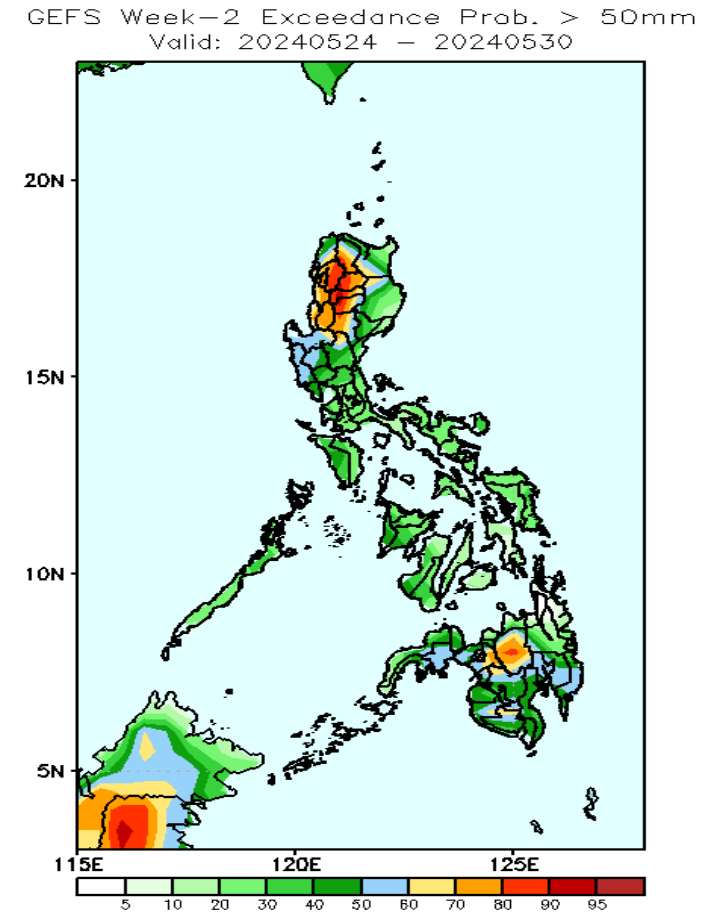 GEFS Week-2 Exceedance Prob. > 50mm
Valid: 20240524 - 20240530
20N
15N
10N
5N
115E 120E 125E
5 10 20 30 40 50 60 70 80 90 95